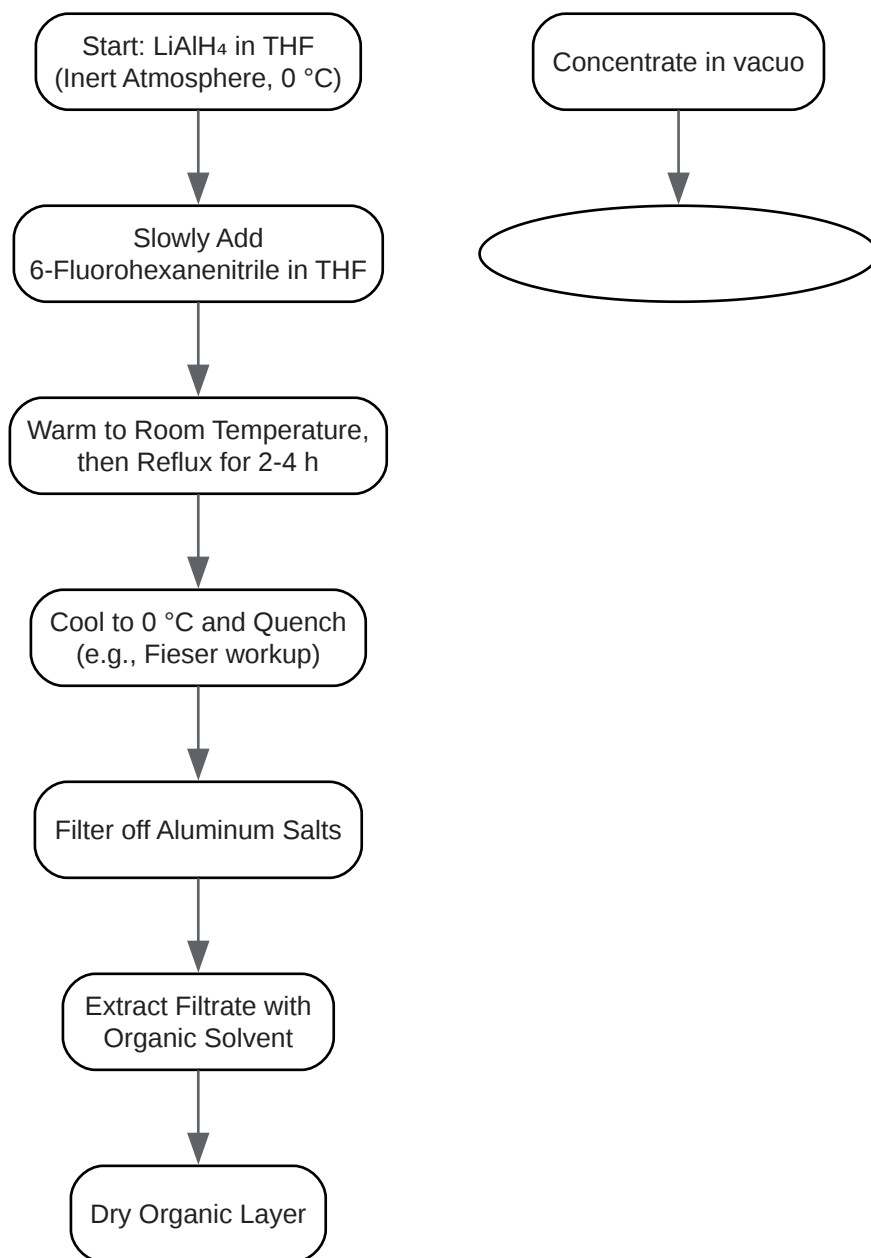 Start: LiAlH₄ in THF
(Inert Atmosphere, 0 °C)
Slowly Add
6-Fluorohexanenitrile in THF
Warm to Room Temperature,
then Reflux for 2-4 h
Cool to 0 °C and Quench
(e.g., Fieser workup)
Filter off Aluminum Salts
Extract Filtrate with
Organic Solvent
Dry Organic Layer
Concentrate in vacuo